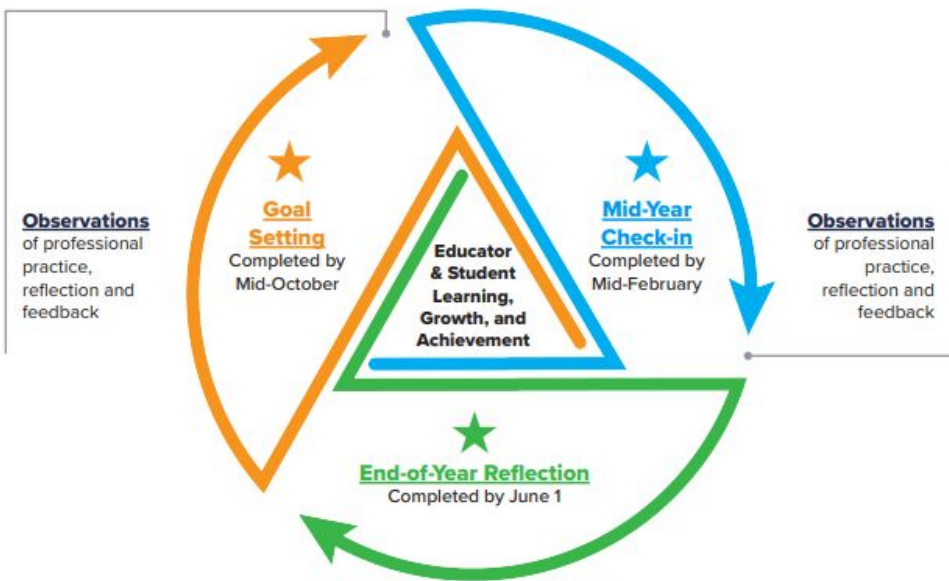 Observations
of professional
practice,
reflection and
feedback
Goal
Setting
Completed by
Mid-October
Educator
& Student
Learning,
Growth, and
Achievement
Mid-Year
Check-in
Completed by
Mid-February
Observations
of professional
practice,
reflection and
feedback
End-of-Year Reflection
Completed by June 1